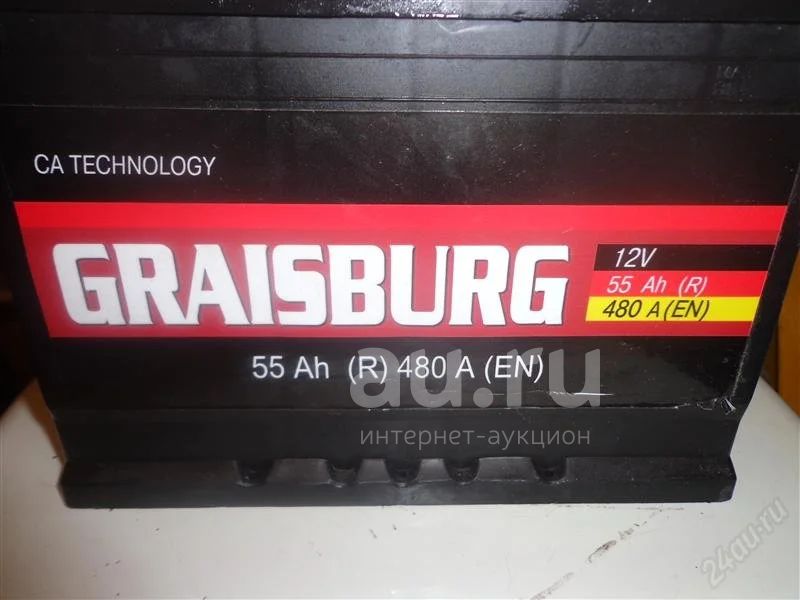 CA TECHNOLOGY
GRAISBURG
12V
55 Ah (R)
480 A (EN)
55 Ah (R) 480 A (EN)
au.ru
интернет-аукцион
24au.ru